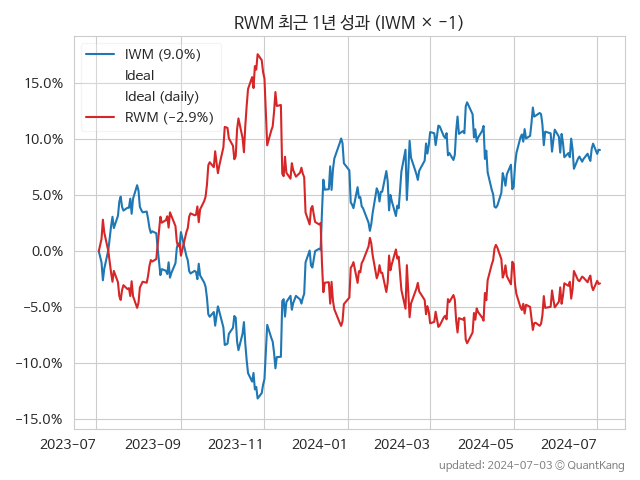 RWM 최근 1년 성과 (IWM × −1)
IWM (9.0%)
Ideal
Ideal (daily)
RWM (−2.9%)
15.0%
10.0%
5.0%
0.0%
−5.0%
−10.0%
−15.0%
2023-07 2023-09 2023-11 2024-01 2024-03 2024-05 2024-07
updated: 2024-07-03 © QuantKang